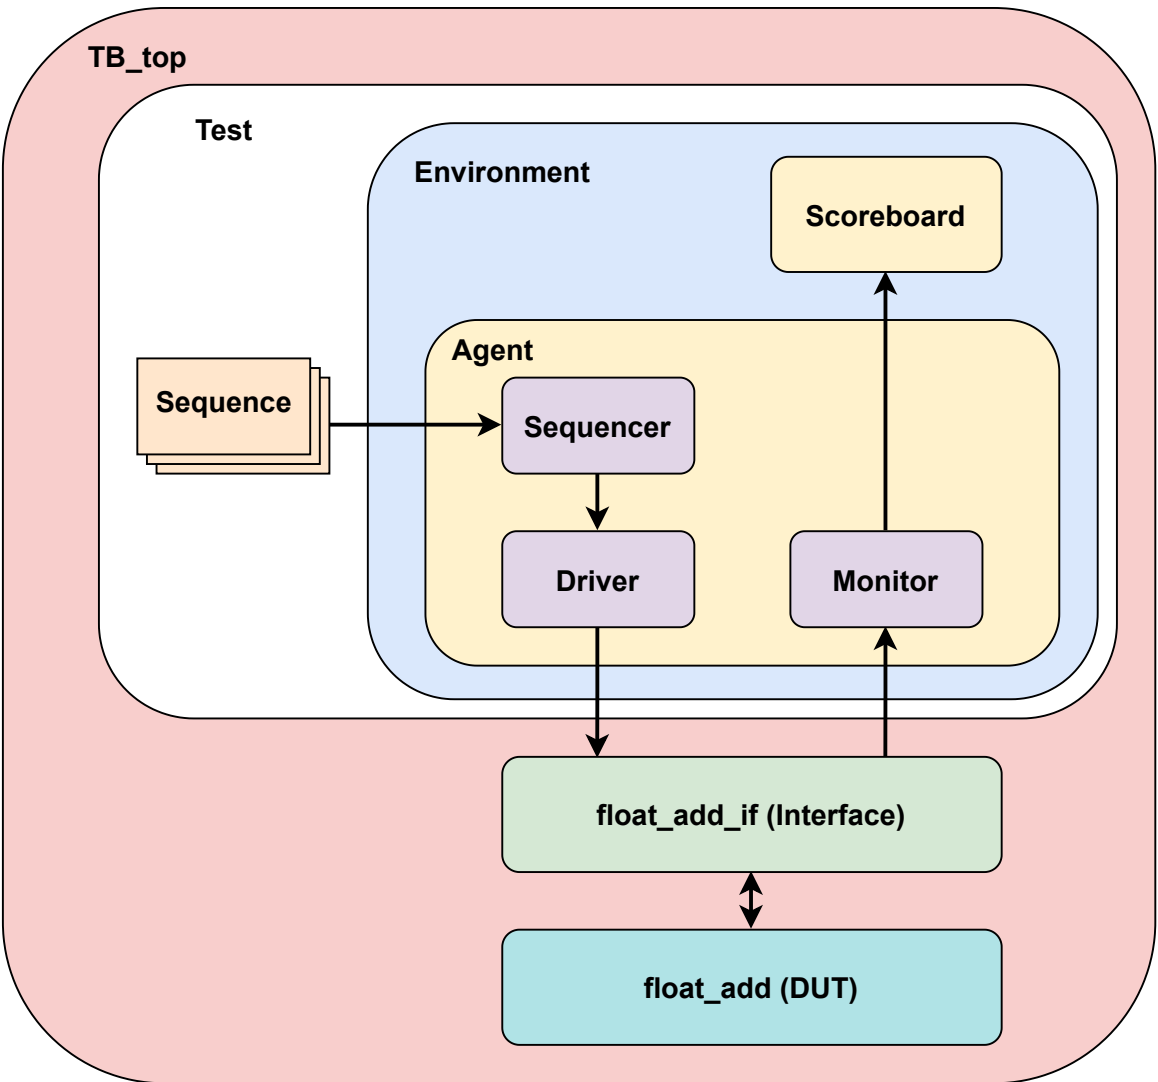 TB_top
Test
Environment
Scoreboard
Agent
Sequence
Sequencer
Driver
Monitor
float_add_if (Interface)
float_add (DUT)